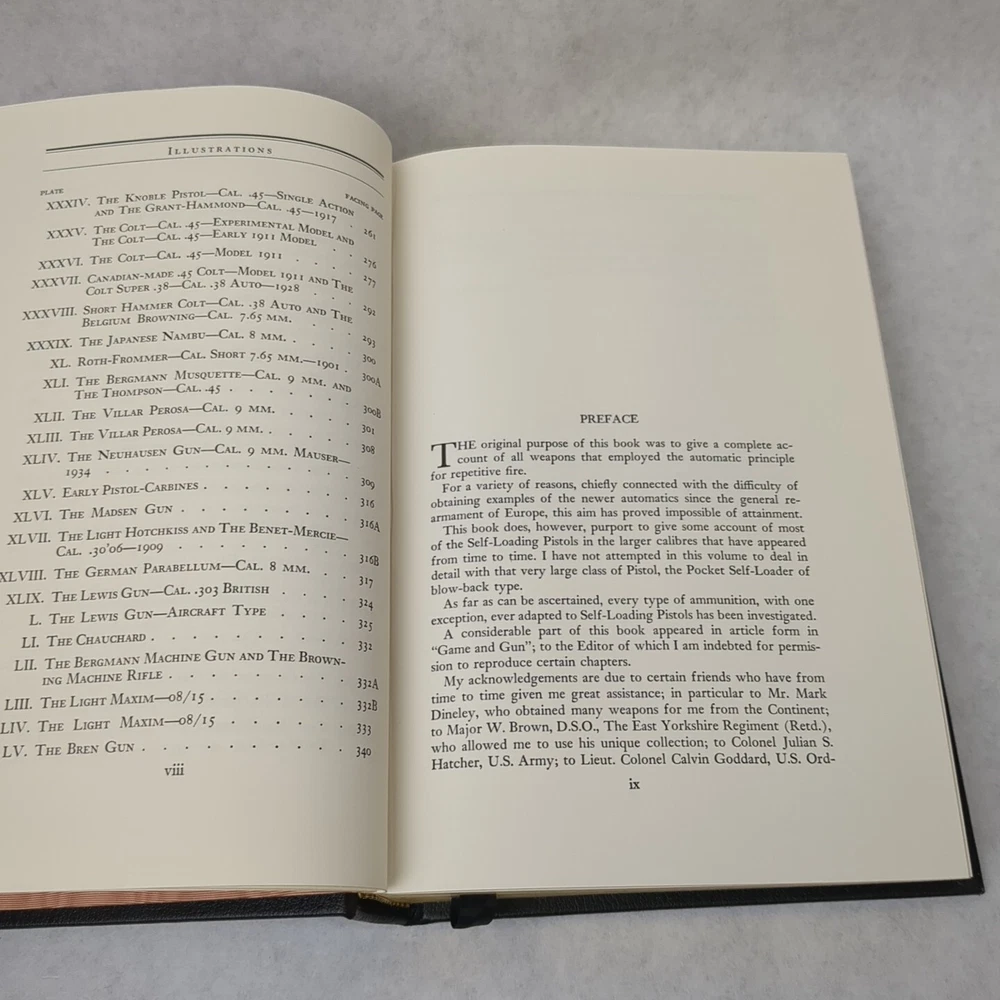 ILLUSTRATIONS
PLATE FACING PAGE
XXXIV. THE KNOBLE PISTOL—CAL. .45—SINGLE ACTION
AND THE GRANT-HAMMOND—CAL. .45—1917 . 261
XXXV. THE COLT—CAL. .45—EXPERIMENTAL MODEL AND
THE COLT—CAL. .45—EARLY 1911 MODEL . . 276
XXXVI. THE COLT—CAL. .45—MODEL 1911 . . . . 277
XXXVII. CANADIAN-MADE .45 COLT—MODEL 1911 AND THE
COLT SUPER .38—CAL. .38 AUTO—1928 . . . 292
XXXVIII. SHORT HAMMER COLT—CAL. .38 AUTO AND THE
BELGIUM BROWNING—CAL. 7.65 MM. . . . 293
XXXIX. THE JAPANESE NAMBU—CAL. 8 MM. . . . . 300
XL. ROTH-FROMMER—CAL. SHORT 7.65 MM.—1901 . 300A
XLI. THE BERGMANN MUSQUETTE—CAL. 9 MM. AND
THE THOMPSON—CAL. .45 . . . . . . 300B
XLII. THE VILLAR PEROSA—CAL. 9 MM. . . . . 301
XLIII. THE VILLAR PEROSA—CAL. 9 MM. . . . . 308
XLIV. THE NEUHAUSEN GUN—CAL. 9 MM. MAUSER—
1934 . . . . . . . . . 309
XLV. EARLY PISTOL-CARBINES . . . . . . 316
XLVI. THE MADSEN GUN . . . . . . . 316A
XLVII. THE LIGHT HOTCHKISS AND THE BENET-MERCIE—
CAL. .30'06—1909 . . . . . . . 316B
XLVIII. THE GERMAN PARABELLUM—CAL. 8 MM. . . 317
XLIX. THE LEWIS GUN—CAL. .303 BRITISH . . . 324
L. THE LEWIS GUN—AIRCRAFT TYPE . . . . 325
LI. THE CHAUCHARD . . . . . . . . 332
LII. THE BERGMANN MACHINE GUN AND THE BROWN-
ING MACHINE RIFLE . . . . . . . 332A
LIII. THE LIGHT MAXIM—08/15 . . . . . . 332B
LIV. THE LIGHT MAXIM—08/15 . . . . . . 333
LV. THE BREN GUN . . . . . . . . 340
viii
PREFACE
THE original purpose of this book was to give a complete ac-
count of all weapons that employed the automatic principle
for repetitive fire.
For a variety of reasons, chiefly connected with the difficulty of
obtaining examples of the newer automatics since the general re-
armament of Europe, this aim has proved impossible of attainment.
This book does, however, purport to give some account of most
of the Self-Loading Pistols in the larger calibres that have appeared
from time to time. I have not attempted in this volume to deal in
detail with that very large class of Pistol, the Pocket Self-Loader of
blow-back type.
As far as can be ascertained, every type of ammunition, with one
exception, ever adapted to Self-Loading Pistols has been investigated.
A considerable part of this book appeared in article form in
"Game and Gun"; to the Editor of which I am indebted for permis-
sion to reproduce certain chapters.
My acknowledgements are due to certain friends who have from
time to time given me great assistance; in particular to Mr. Mark
Dineley, who obtained many weapons for me from the Continent;
to Major W. Brown, D.S.O., The East Yorkshire Regiment (Retd.),
who allowed me to use his unique collection; to Colonel Julian S.
Hatcher, U.S. Army; to Lieut. Colonel Calvin Goddard, U.S. Ord-
ix